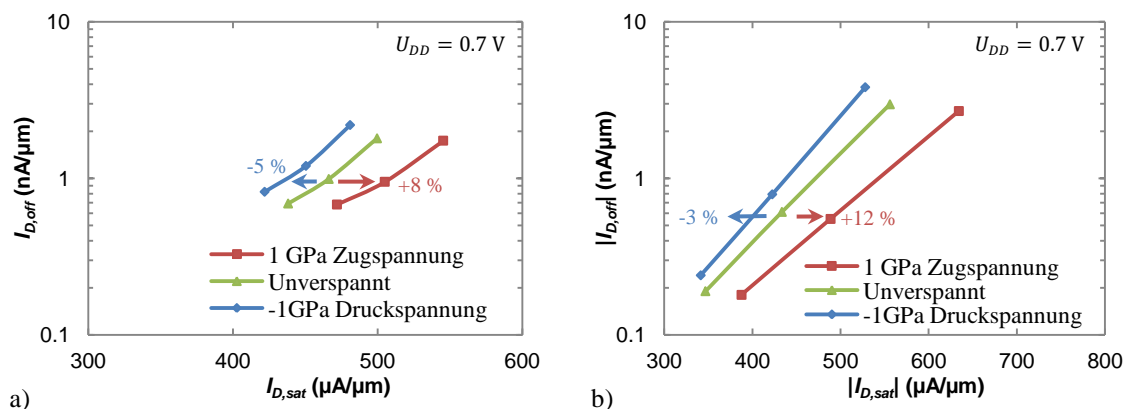 10
1
0.1
I_D,off (nA/µm)
U_DD = 0.7 V
-5 %
+8 %
1 GPa Zugspannung
Unverspannt
-1GPa Druckspannung
300 400 500 600
I_D,sat (µA/µm)
a)
10
1
0.1
|I_D,off| (nA/µm)
U_DD = 0.7 V
-3 %
+12 %
1 GPa Zugspannung
Unverspannt
-1GPa Druckspannung
300 400 500 600 700 800
|I_D,sat| (µA/µm)
b)